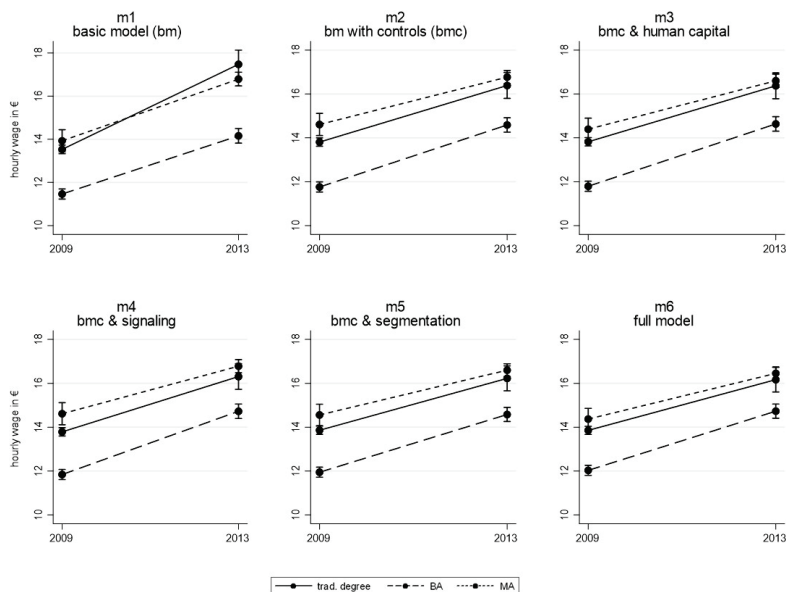 m1
basic model (bm)
m2
bm with controls (bmc)
m3
bmc & human capital
hourly wage in €
18
16
14
12
10
2009
2013
18
16
14
12
10
2009
2013
18
16
14
12
10
2009
2013
m4
bmc & signaling
m5
bmc & segmentation
m6
full model
hourly wage in €
18
16
14
12
10
2009
2013
18
16
14
12
10
2009
2013
18
16
14
12
10
2009
2013
trad. degree BA MA